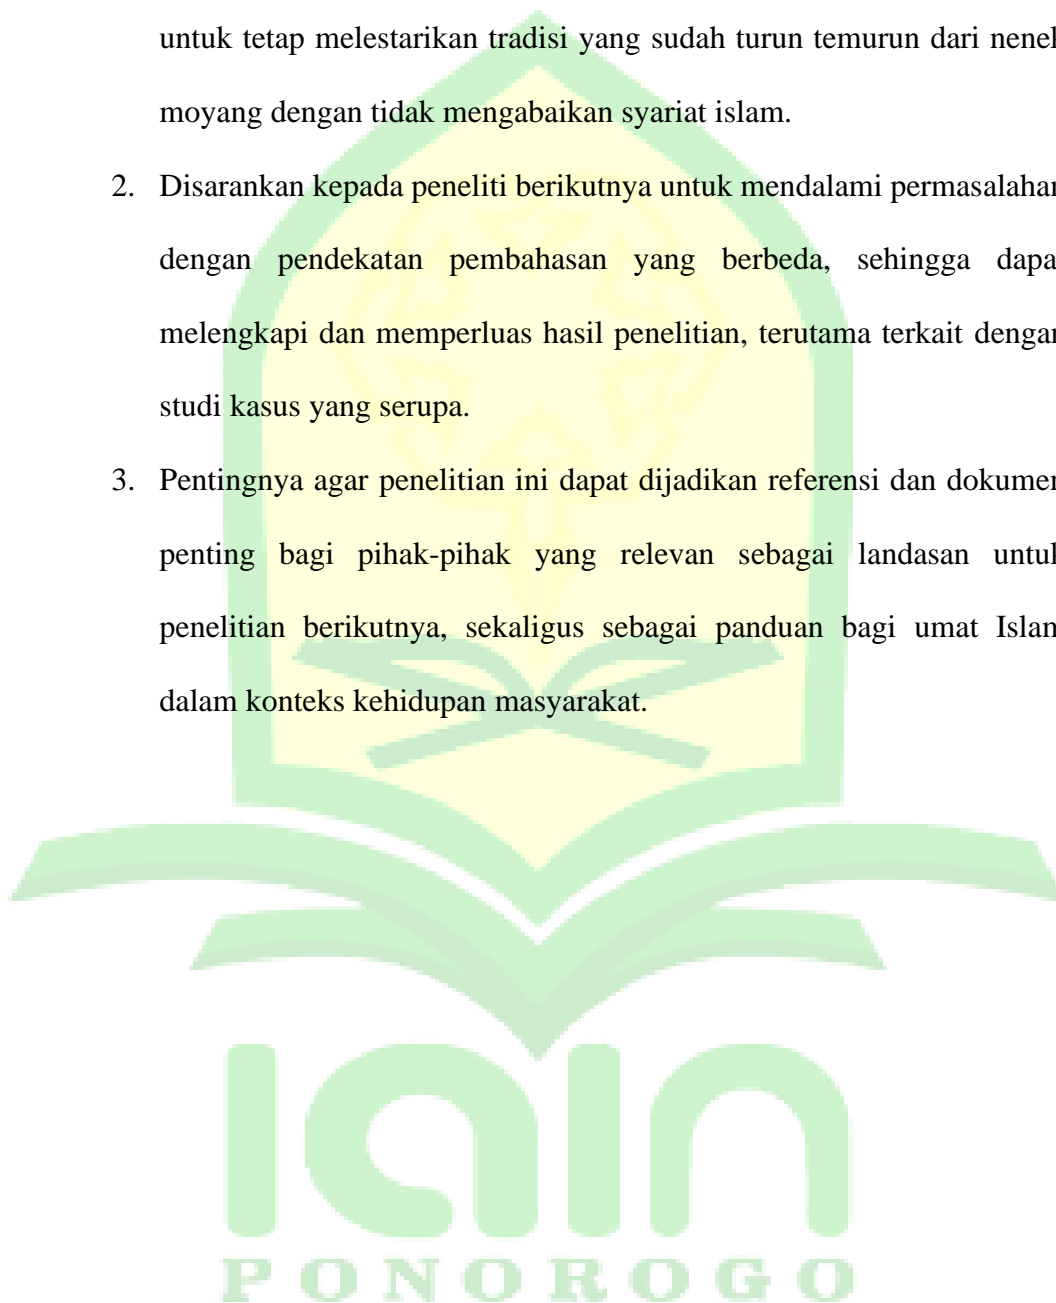 untuk tetap melestarikan tradisi yang sudah turun temurun dari nenek
moyang dengan tidak mengabaikan syariat islam.
2. Disarankan kepada peneliti berikutnya untuk mendalami permasalahan
dengan pendekatan pembahasan yang berbeda, sehingga dapat
melengkapi dan memperluas hasil penelitian, terutama terkait dengan
studi kasus yang serupa.
3. Pentingnya agar penelitian ini dapat dijadikan referensi dan dokumen
penting bagi pihak-pihak yang relevan sebagai landasan untuk
penelitian berikutnya, sekaligus sebagai panduan bagi umat Islam
dalam konteks kehidupan masyarakat.
iain
PONOROGO